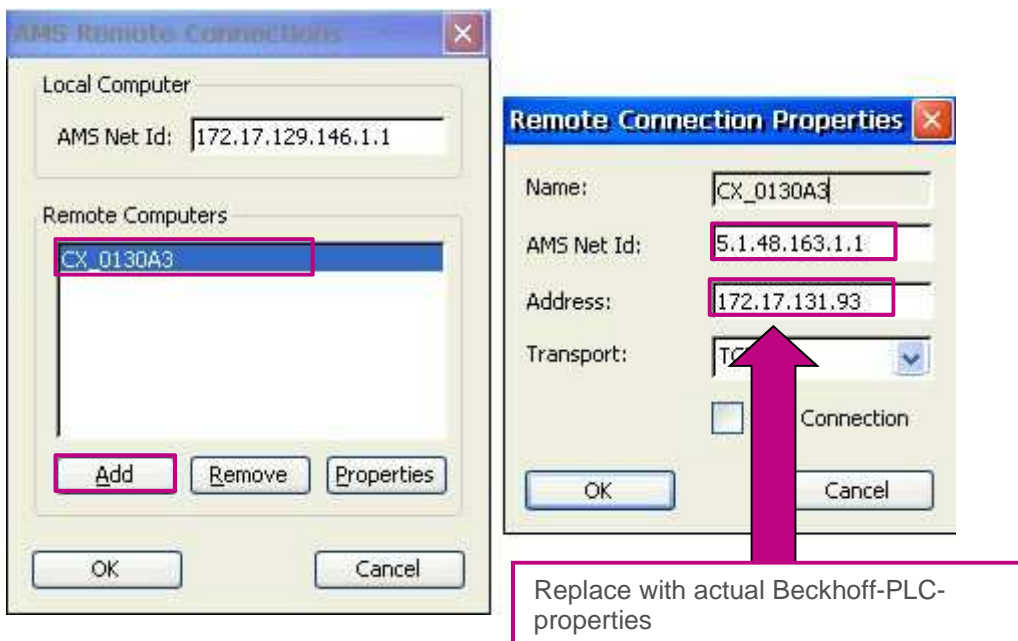 AMS Remote Connections
Local Computer
AMS Net Id: 172.17.129.146.1.1
Remote Computers
CX_0130A3
Add Remove Properties
OK Cancel
Remote Connection Properties
Name: CX_0130A3
AMS Net Id: 5.1.48.163.1.1
Address: 172.17.131.93
Transport:
Connection
OK Cancel
Replace with actual Beckhoff-PLC-
properties